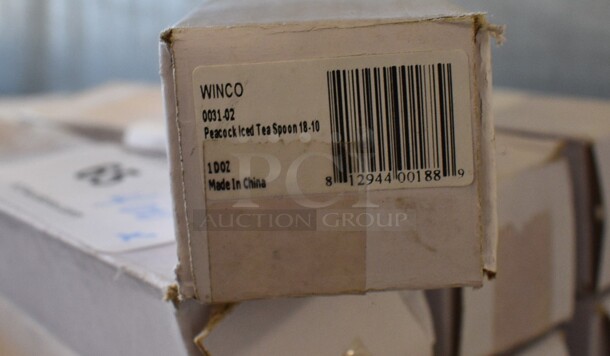 WINCO
0031-02
Peacock Iced Tea Spoon 18-10
1 DOZ
Made In China
8 12944 00188 9
PCI
AUCTION GROUP